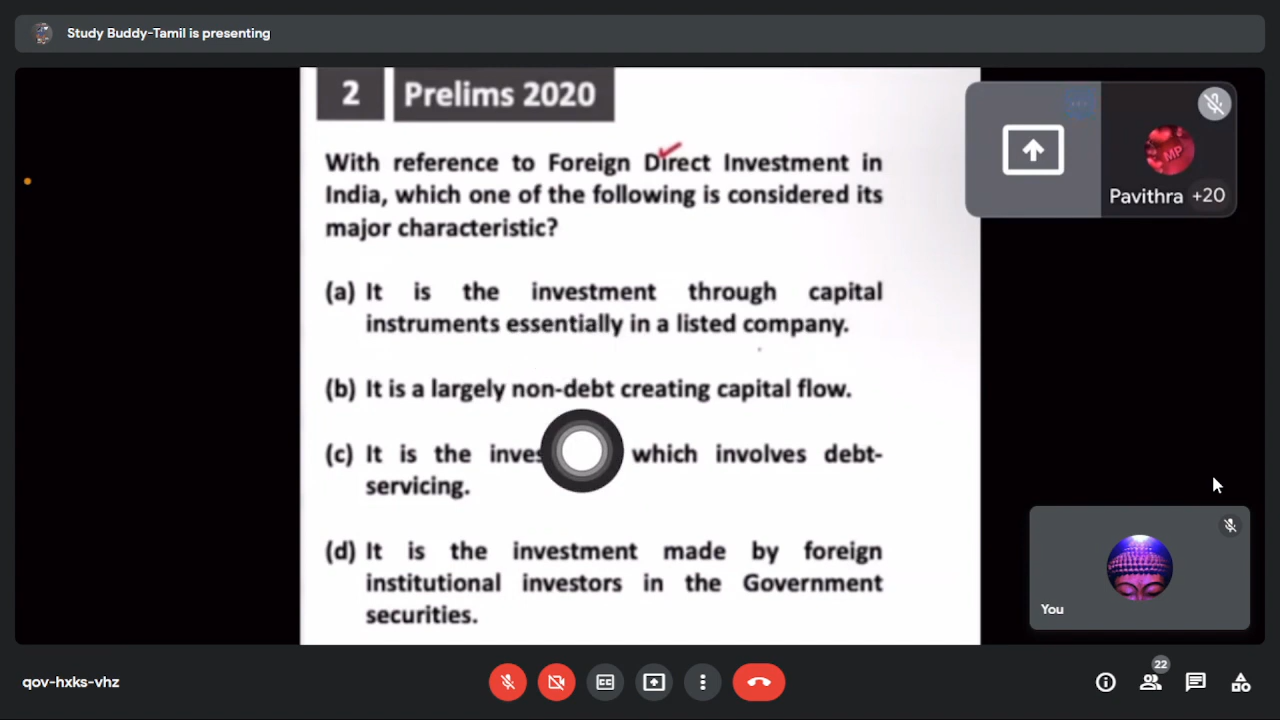 Study Buddy-Tamil is presenting
2 Prelims 2020
With reference to Foreign Direct Investment in
India, which one of the following is considered its
major characteristic?
(a) It is the investment through capital
instruments essentially in a listed company.
(b) It is a largely non-debt creating capital flow.
(c) It is the which involves debt-
servicing.
(d) It is the investment made by foreign
institutional investors in the Government
securities.
MP
Pavithra +20
You
qov-hxks-vhz
CC
22